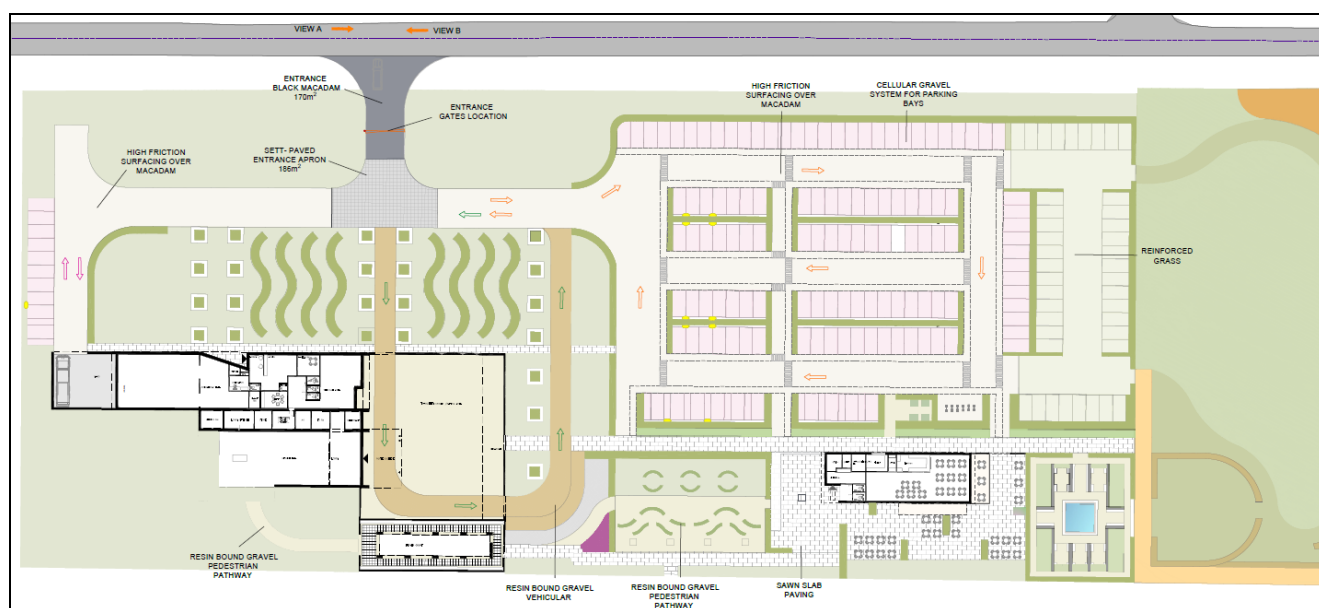 VIEW A
VIEW B
ENTRANCE
BLACK MACADAM
170m²
ENTRANCE
GATES LOCATION
HIGH FRICTION
SURFACING OVER
MACADAM
CELLULAR GRAVEL
SYSTEM FOR PARKING
BAYS
HIGH FRICTION
SURFACING OVER
MACADAM
SETT- PAVED
ENTRANCE APRON
186m²
REINFORCED
GRASS
RESIN BOUND GRAVEL
PEDESTRIAN
PATHWAY
RESIN BOUND GRAVEL
VEHICULAR
RESIN BOUND GRAVEL
PEDESTRIAN
PATHWAY
SAWN SLAB
PAVING